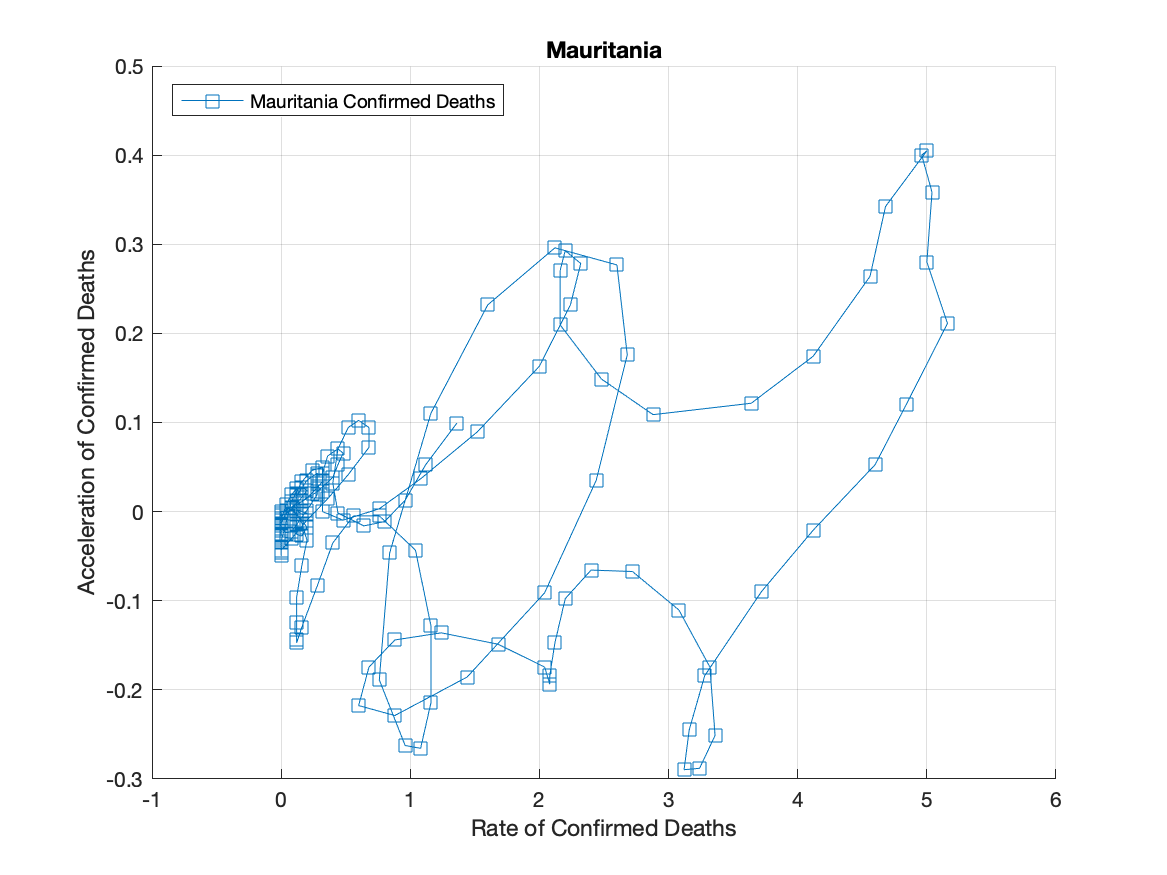 Mauritania
Mauritania Confirmed Deaths
0.5
0.4
0.3
0.2
0.1
0
-0.1
-0.2
-0.3
Acceleration of Confirmed Deaths
-1 0 1 2 3 4 5 6
Rate of Confirmed Deaths